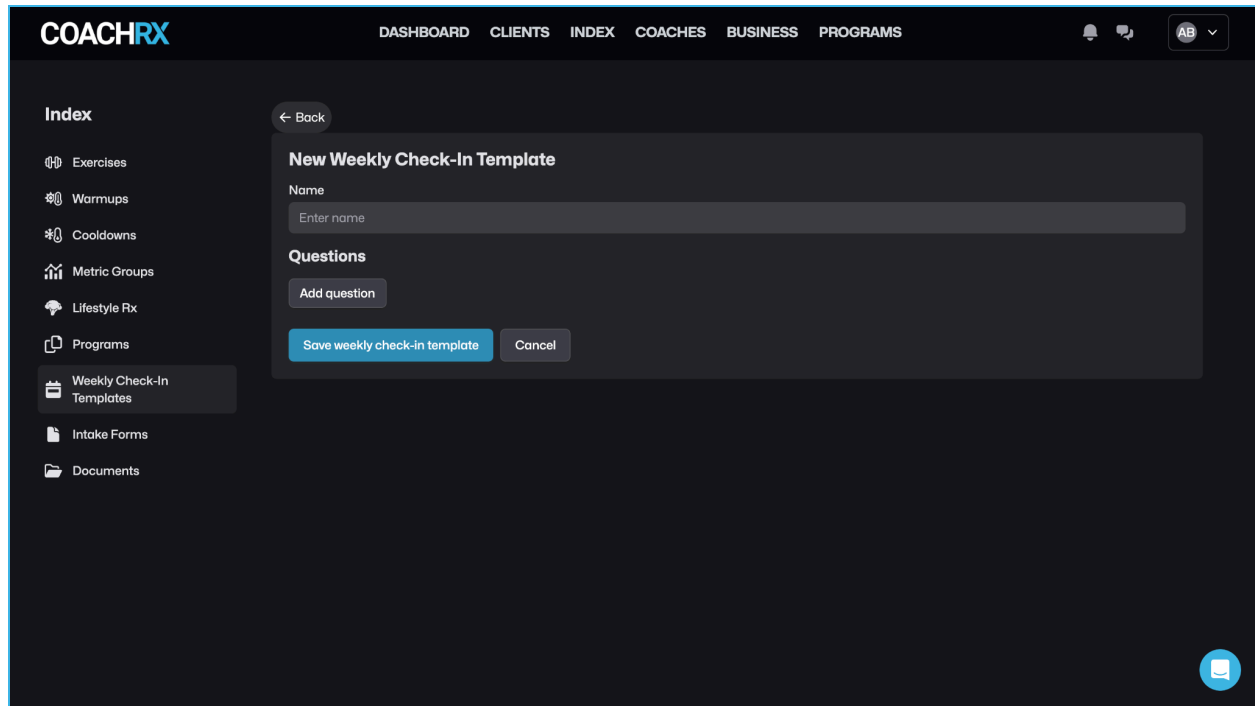 COACHRX
DASHBOARD CLIENTS INDEX COACHES BUSINESS PROGRAMS
AB
Index
Exercises
Warmups
Cooldowns
Metric Groups
Lifestyle Rx
Programs
Weekly Check-In
Templates
Intake Forms
Documents
← Back
New Weekly Check-In Template
Name
Enter name
Questions
Add question
Save weekly check-in template
Cancel